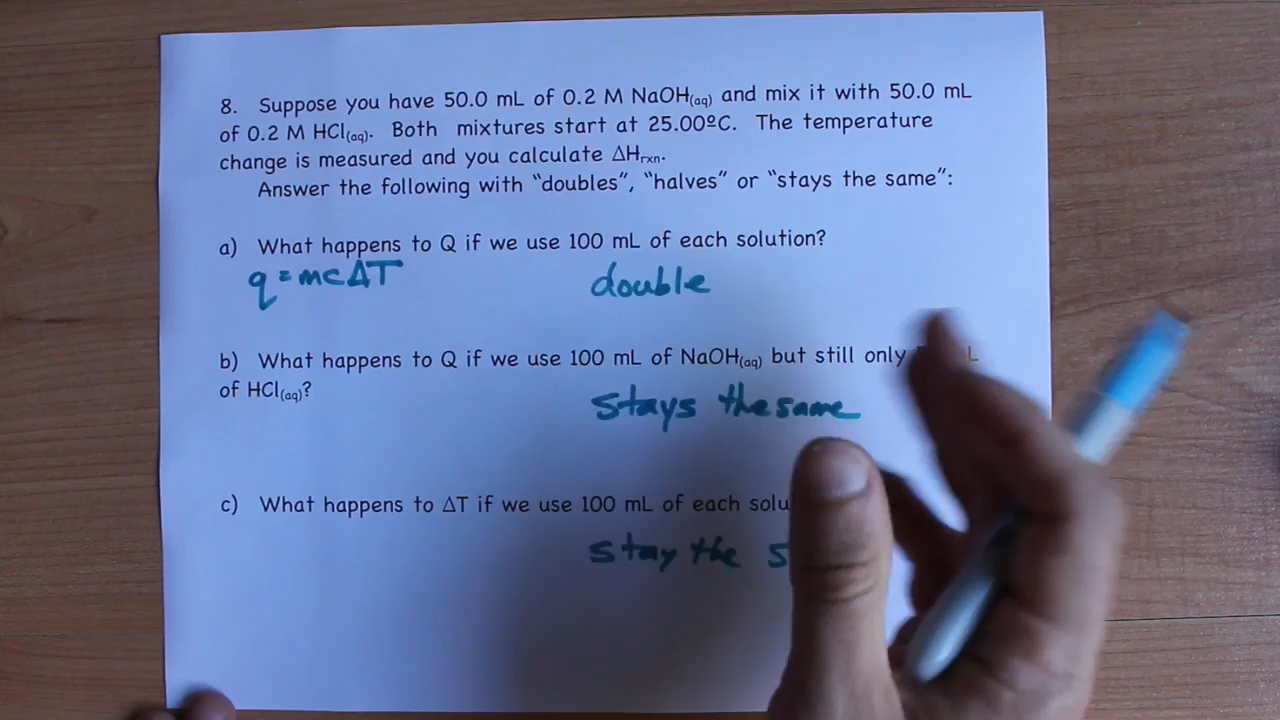 8. Suppose you have 50.0 mL of 0.2 M NaOH(aq) and mix it with 50.0 mL
of 0.2 M HCl(aq). Both mixtures start at 25.00ºC. The temperature
change is measured and you calculate ΔHrxn.
Answer the following with “doubles”, “halves” or “stays the same”:
a) What happens to Q if we use 100 mL of each solution?
q = mcΔT double
b) What happens to Q if we use 100 mL of NaOH(aq) but still only
of HCl(aq)?
stays the same
c) What happens to ΔT if we use 100 mL of each
stay the